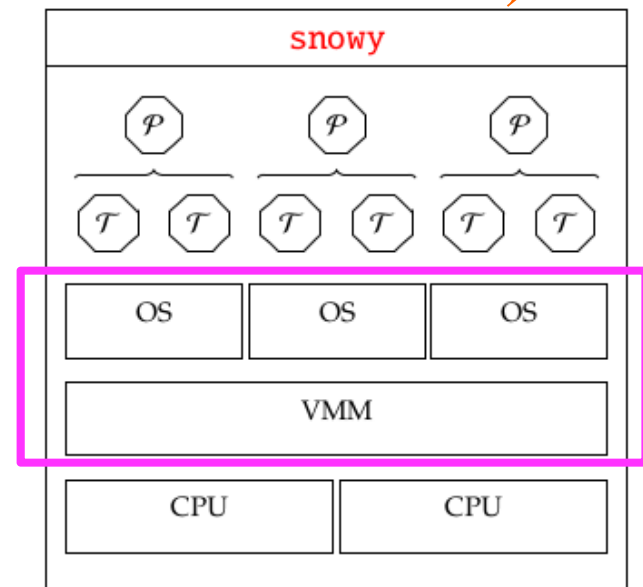 snowy
𝒫 𝒫 𝒫
𝒯 𝒯 𝒯 𝒯 𝒯 𝒯
OS OS OS
VMM
CPU CPU